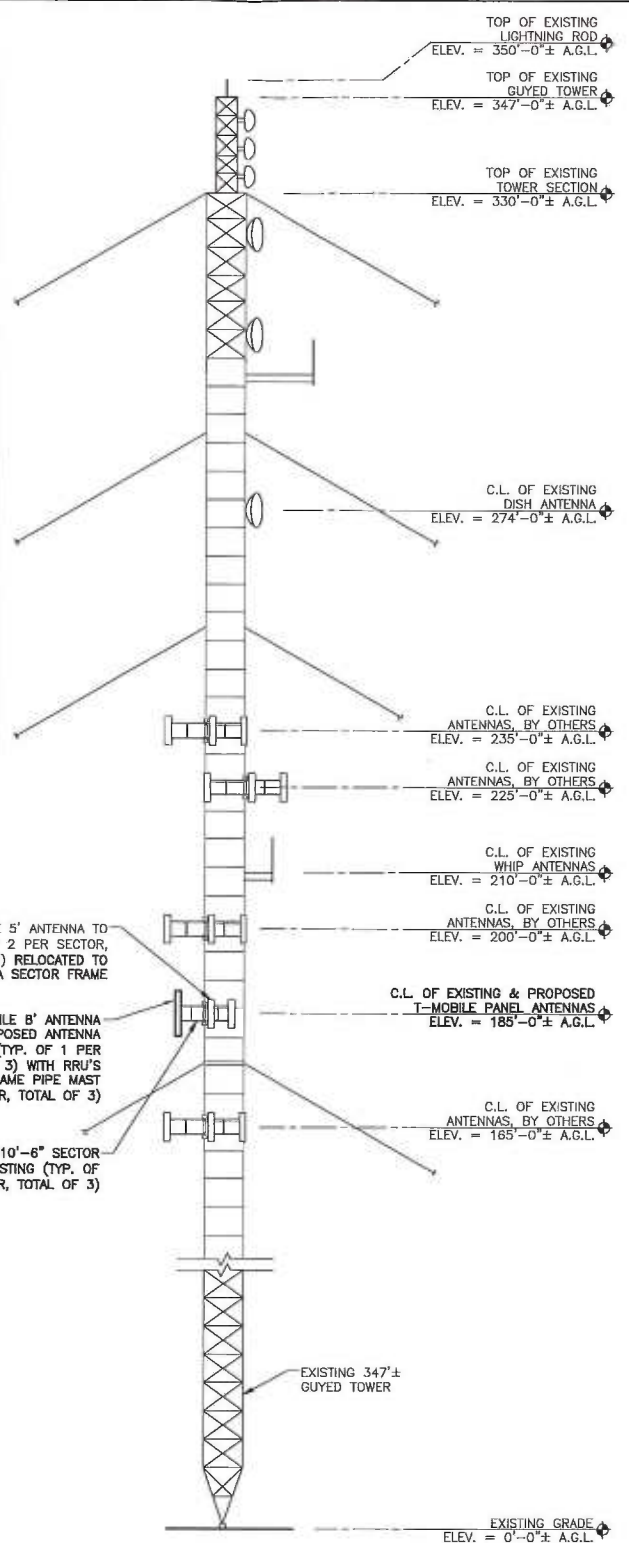 TOP OF EXISTING
LIGHTNING ROD
ELEV. = 350'-0"± A.G.L.
TOP OF EXISTING
GUYED TOWER
ELEV. = 347'-0"± A.G.L.
TOP OF EXISTING
TOWER SECTION
ELEV. = 330'-0"± A.G.L.
C.L. OF EXISTING
DISH ANTENNA
ELEV. = 274'-0"± A.G.L.
C.L. OF EXISTING
ANTENNAS, BY OTHERS
ELEV. = 235'-0"± A.G.L.
C.L. OF EXISTING
ANTENNAS, BY OTHERS
ELEV. = 225'-0"± A.G.L.
C.L. OF EXISTING
WHIP ANTENNAS
ELEV. = 210'-0"± A.G.L.
C.L. OF EXISTING
ANTENNAS, BY OTHERS
ELEV. = 200'-0"± A.G.L.
5' ANTENNA TO
2 PER SECTOR,
) RELOCATED TO
SECTOR FRAME
C.L. OF EXISTING & PROPOSED
T-MOBILE PANEL ANTENNAS
ELEV. = 185'-0"± A.G.L.
8' ANTENNA
ANTENNA
(TYP. OF 1 PER
3) WITH RRU'S
PIPE MAST
TOTAL OF 3)
C.L. OF EXISTING
ANTENNAS, BY OTHERS
ELEV. = 165'-0"± A.G.L.
10'-6" SECTOR
(TYP. OF
TOTAL OF 3)
EXISTING 347'±
GUYED TOWER
EXISTING GRADE
ELEV. = 0'-0"± A.G.L.